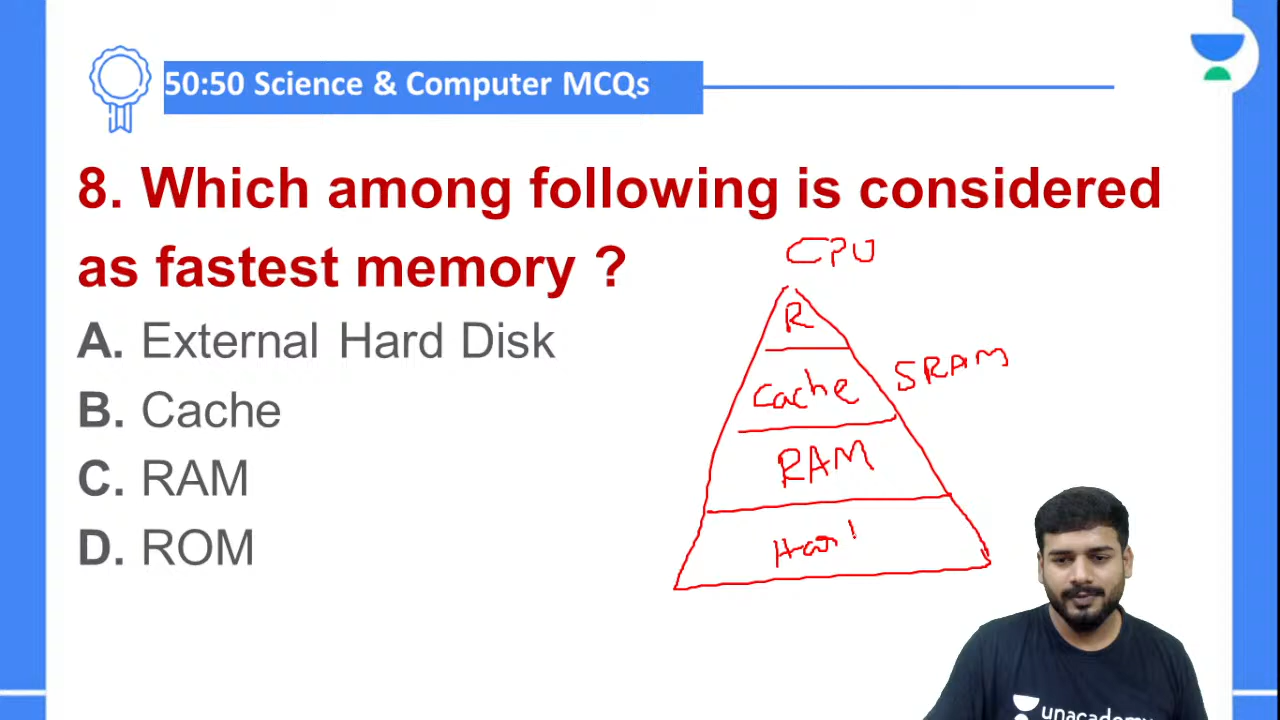 50:50 Science & Computer MCQs
8. Which among following is considered
as fastest memory ?
A. External Hard Disk
B. Cache
C. RAM
D. ROM
CPU
R
Cache
SRAM
RAM
unacademy